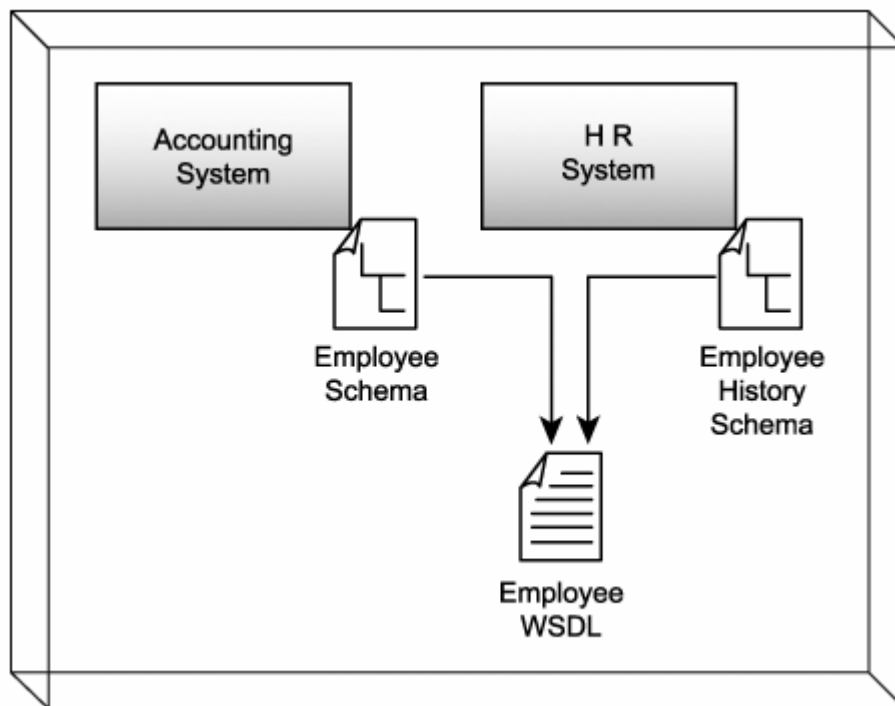 Accounting
System
H R
System
Employee
Schema
Employee
History
Schema
Employee
WSDL